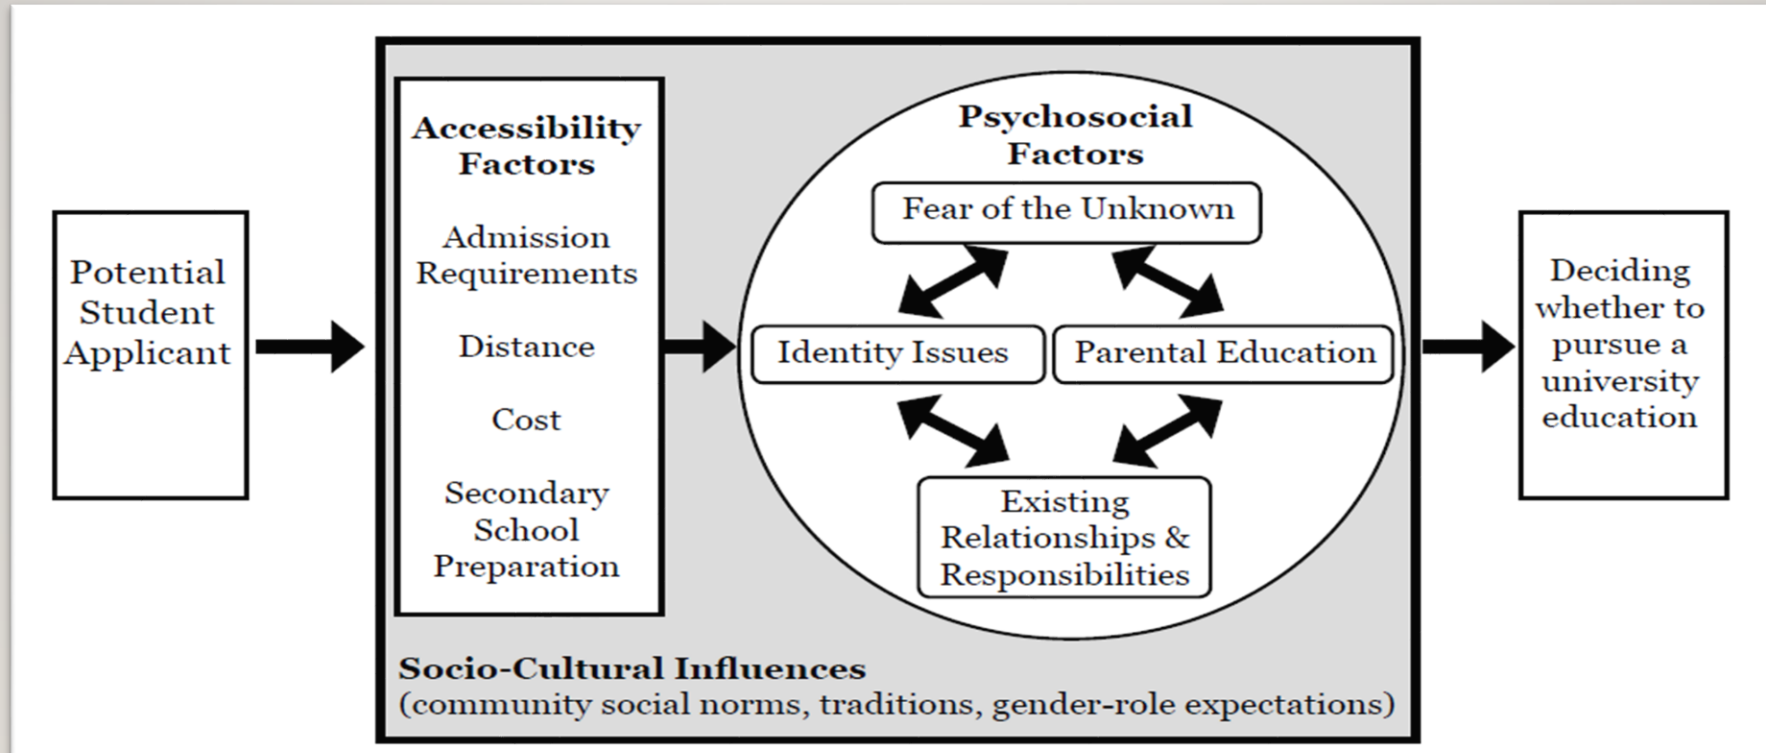 Potential
Student
Applicant
Accessibility
Factors
Admission
Requirements
Distance
Cost
Secondary
School
Preparation
Psychosocial
Factors
Fear of the Unknown
Identity Issues
Parental Education
Existing
Relationships &
Responsibilities
Socio-Cultural Influences
(community social norms, traditions, gender-role expectations)
Deciding
whether to
pursue a
university
education